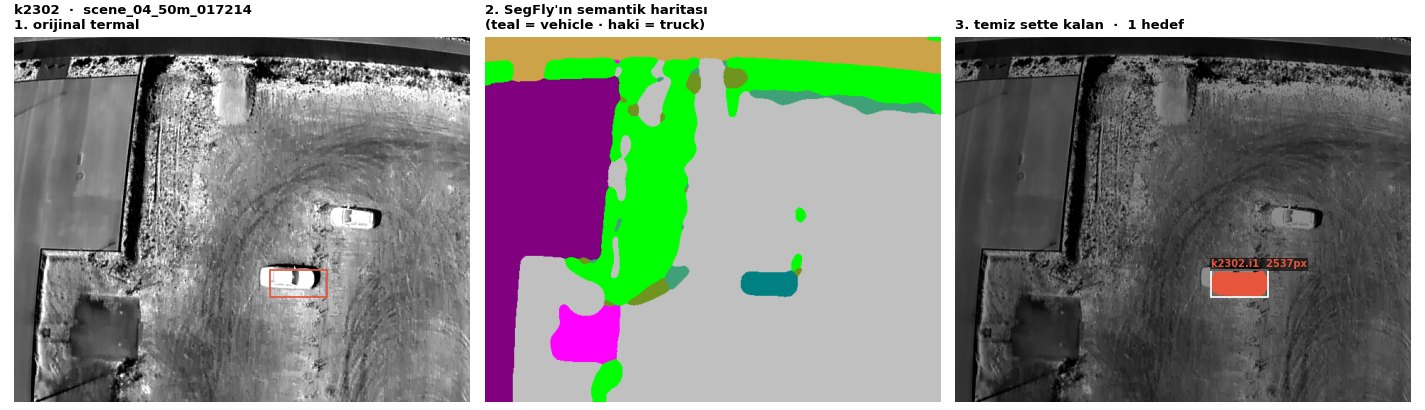 k2302 · scene_04_50m_017214
1. orijinal termal
2. SegFly'ın semantik haritası
(teal = vehicle · haki = truck)
3. temiz sette kalan · 1 hedef
k2302.i1 2537px